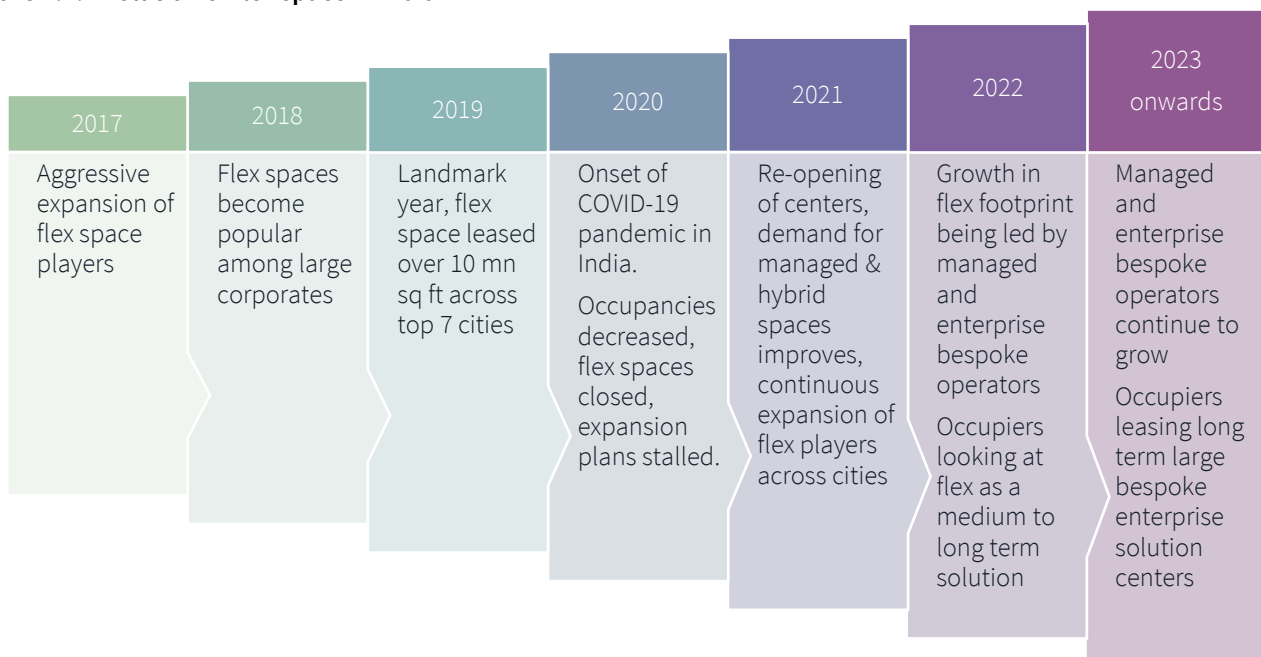 2017
Aggressive
expansion of
flex space
players
2018
Flex spaces
become
popular
among large
corporates
2019
Landmark
year, flex
space leased
over 10 mn
sq ft across
top 7 cities
2020
Onset of
COVID-19
pandemic in
India.
Occupancies
decreased,
flex spaces
closed,
expansion
plans stalled.
2021
Re-opening
of centers,
demand for
managed &
hybrid
spaces
improves,
continuous
expansion of
flex players
across cities
2022
Growth in
flex footprint
being led by
managed
and
enterprise
bespoke
operators
Occupiers
looking at
flex as a
medium to
long term
solution
2023
onwards
Managed
and
enterprise
bespoke
operators
continue to
grow
Occupiers
leasing long
term large
bespoke
enterprise
solution
centers